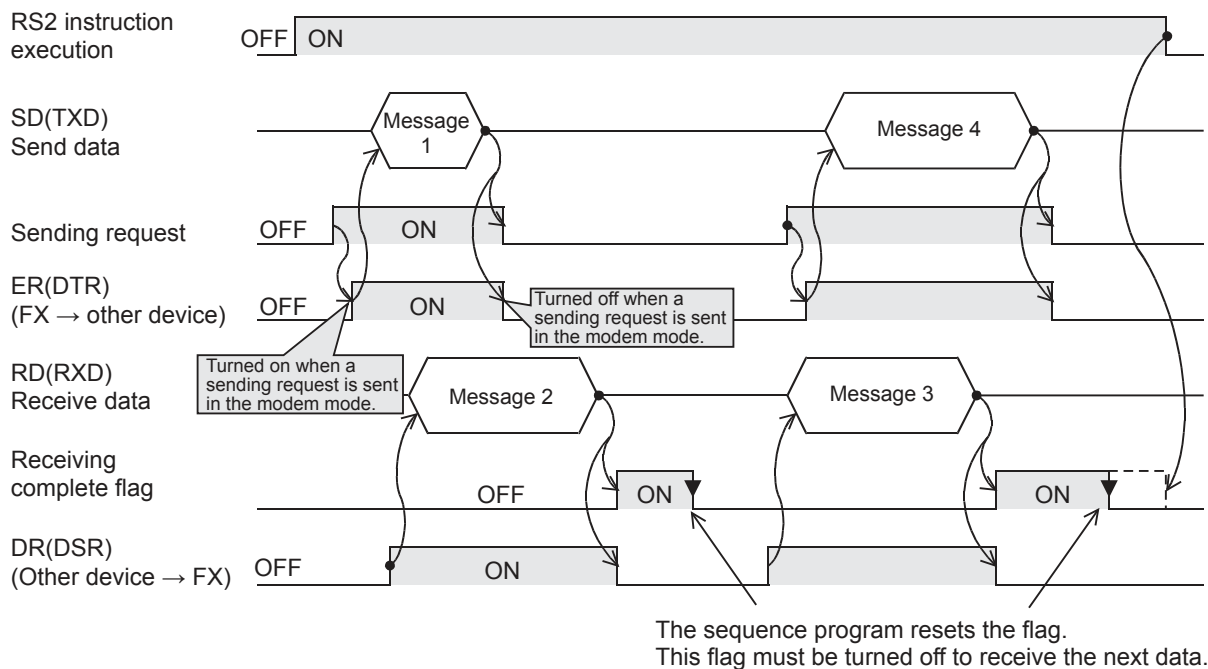 RS2 instruction
execution
OFF
ON
SD(TXD)
Send data
Message
1
Message 4
Sending request
OFF
ON
ER(DTR)
(FX → other device)
OFF
ON
Turned off when a
sending request is sent
in the modem mode.
Turned on when a
sending request is sent
in the modem mode.
RD(RXD)
Receive data
Message 2
Message 3
Receiving
complete flag
OFF
ON
ON
DR(DSR)
(Other device → FX)
OFF
ON
The sequence program resets the flag.
This flag must be turned off to receive the next data.